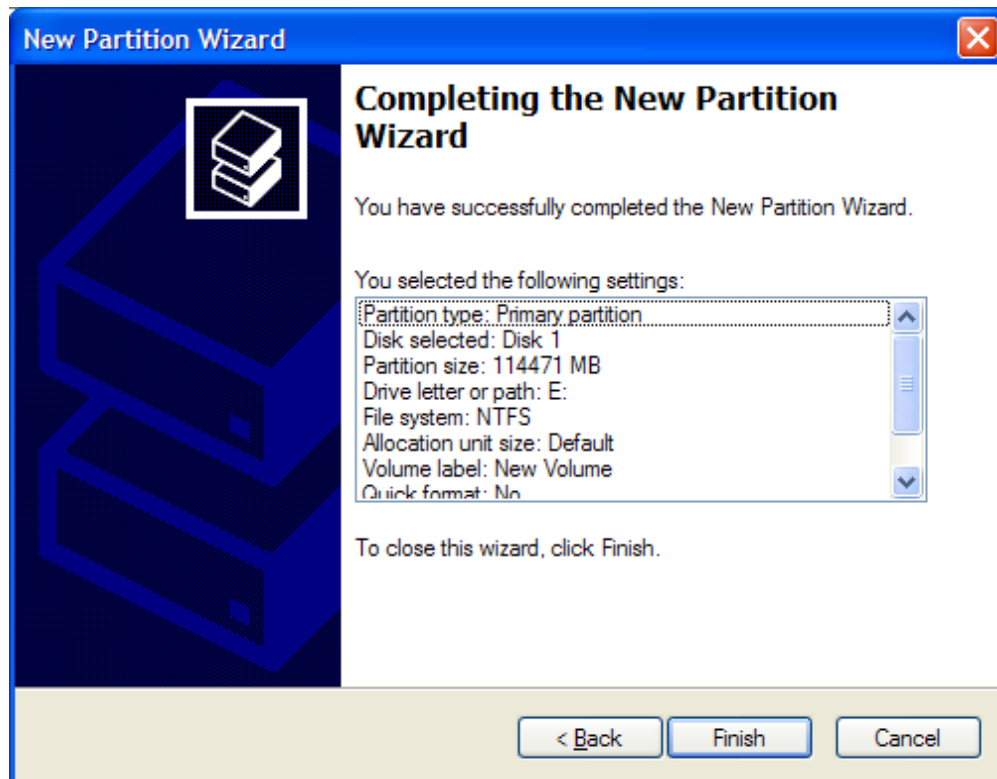 New Partition Wizard
Completing the New Partition
Wizard
You have successfully completed the New Partition Wizard.
You selected the following settings:
Partition type: Primary partition
Disk selected: Disk 1
Partition size: 114471 MB
Drive letter or path: E:
File system: NTFS
Allocation unit size: Default
Volume label: New Volume
Quick format: No
To close this wizard, click Finish.
< Back
Finish
Cancel